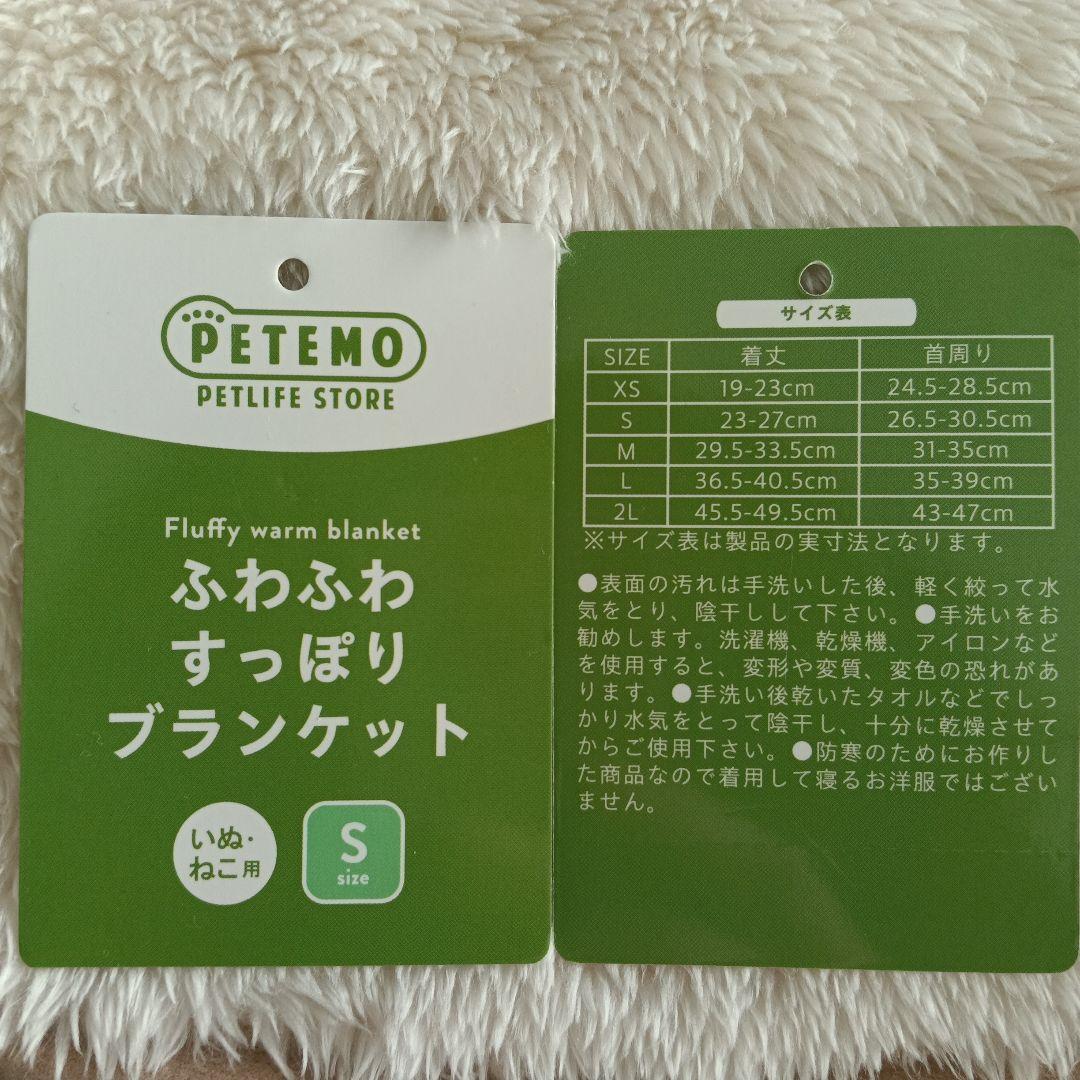 PETEMO
PETLIFE STORE
Fluffy warm blanket
ふわふわ
すっぽり
ブランケット
いぬ・
ねこ用
S
size
サイズ表
SIZE 着丈 首周り
XS 19-23cm 24.5-28.5cm
S 23-27cm 26.5-30.5cm
M 29.5-33.5cm 31-35cm
L 36.5-40.5cm 35-39cm
2L 45.5-49.5cm 43-47cm
※サイズ表は製品の実寸法となります。
●表面の汚れは手洗いした後、軽く絞って水
気をとり、陰干しして下さい。●手洗いをお
勧めします。洗濯機、乾燥機、アイロンなど
を使用すると、変形や変質、変色の恐れがあ
ります。●手洗い後乾いたタオルなどでしっ
かり水気をとって陰干し、十分に乾燥させて
からご使用下さい。●防寒のためにお作りし
た商品なので着用して寝るお洋服ではござい
ません。